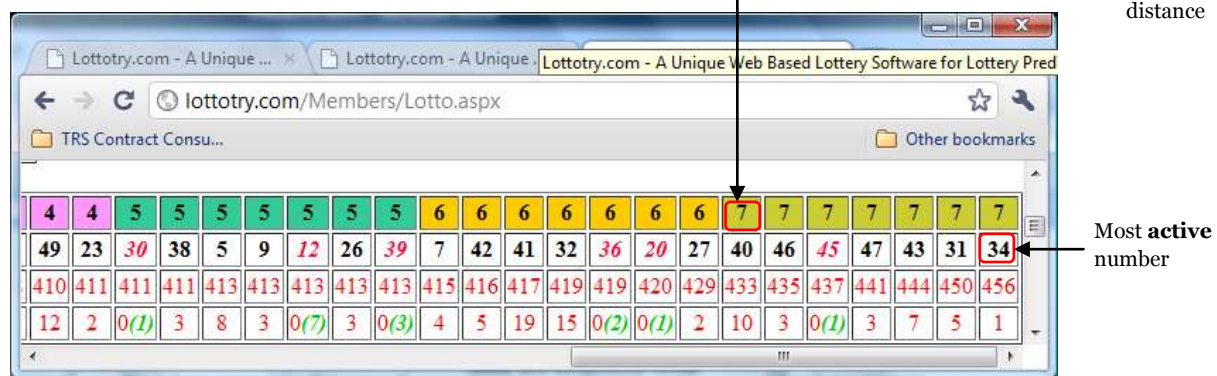 distance
Lottotry.com - A Unique ...
Lottotry.com - A Unique .
Lottotry.com - A Unique Web Based Lottery Software for Lottery Pred
lottotry.com/Members/Lotto.aspx
TRS Contract Consu...
Other bookmarks
4 4 5 5 5 5 5 5 5 6 6 6 6 6 6 6 7 7 7 7 7 7 7
49 23 30 38 5 9 12 26 39 7 42 41 32 36 20 27 40 46 45 47 43 31 34
410 411 411 411 413 413 413 413 413 415 416 417 419 419 420 429 433 435 437 441 444 450 456
12 2 0(1) 3 8 3 0(7) 3 0(3) 4 5 19 15 0(2) 0(1) 2 10 3 0(1) 3 7 5 1
Most active
number